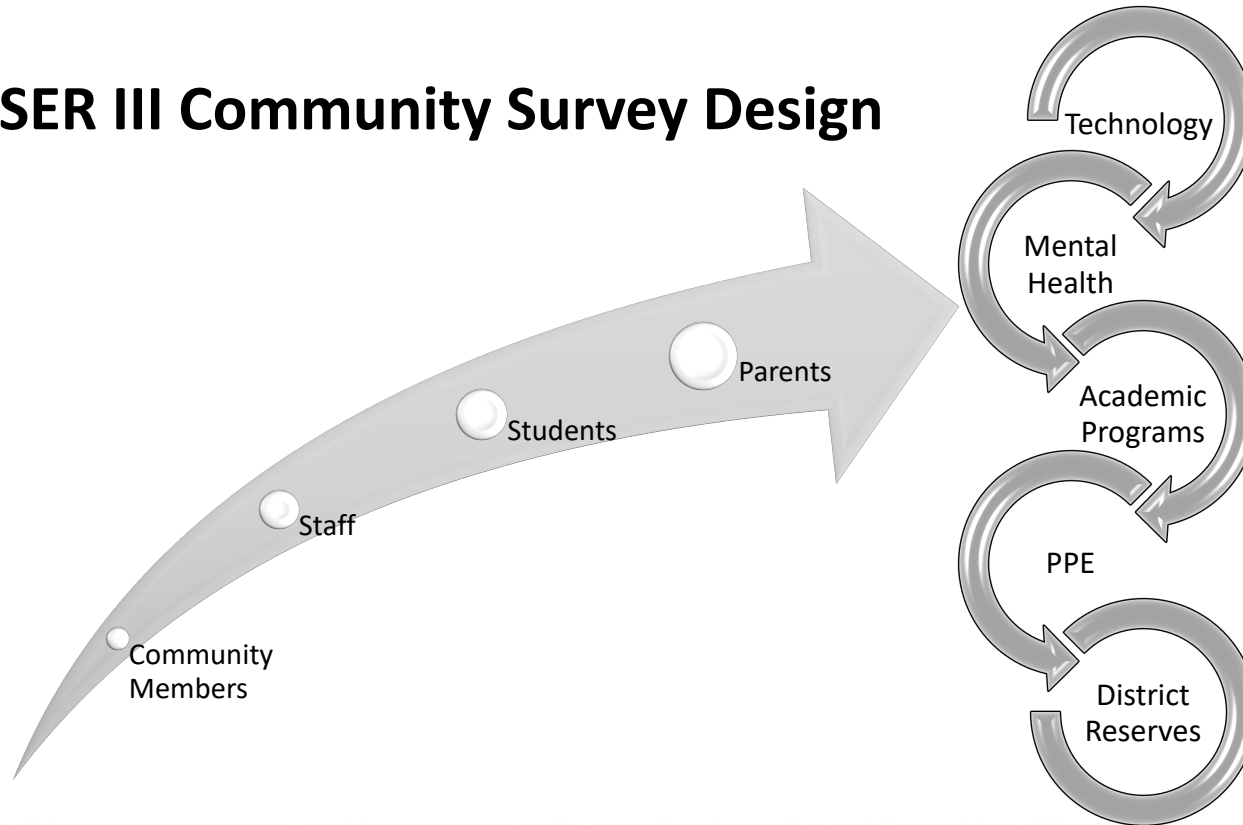 SER III Community Survey Design
Technology
Mental
Health
Academic
Programs
PPE
District
Reserves
Parents
Students
Staff
Community
Members